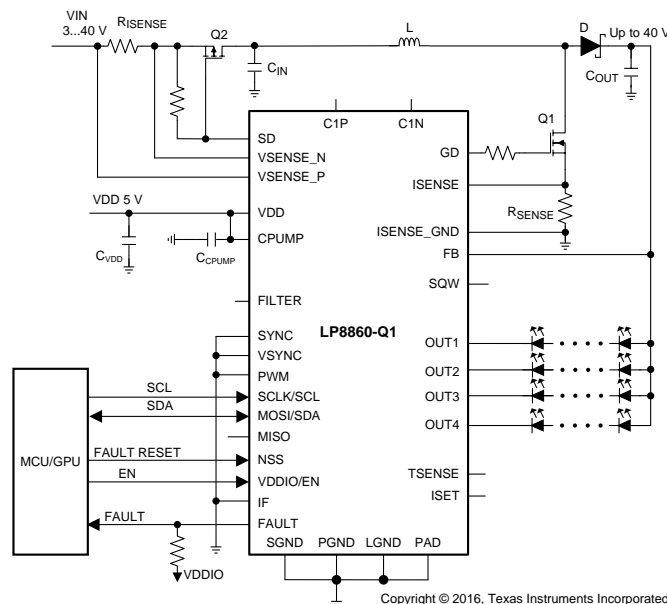 VIN
3...40 V
RISENSE
Q2
L
D
Up to 40 V
CIN
COUT
C1P
C1N
Q1
SD
VSENSE_N
VSENSE_P
GD
ISENSE
RSENSE
VDD 5 V
VDD
CPUMP
CVDD
CCPUMP
ISENSE_GND
FB
SQW
FILTER
LP8860-Q1
SYNC
VSYNC
PWM
OUT1
OUT2
OUT3
OUT4
MCU/GPU
SCL
SCLK/SCL
SDA
MOSI/SDA
MISO
FAULT RESET
NSS
EN
VDDIO/EN
IF
FAULT
FAULT
VDDIO
TSENSE
ISET
SGND
PGND
LGND
PAD
Copyright © 2016, Texas Instruments Incorporated